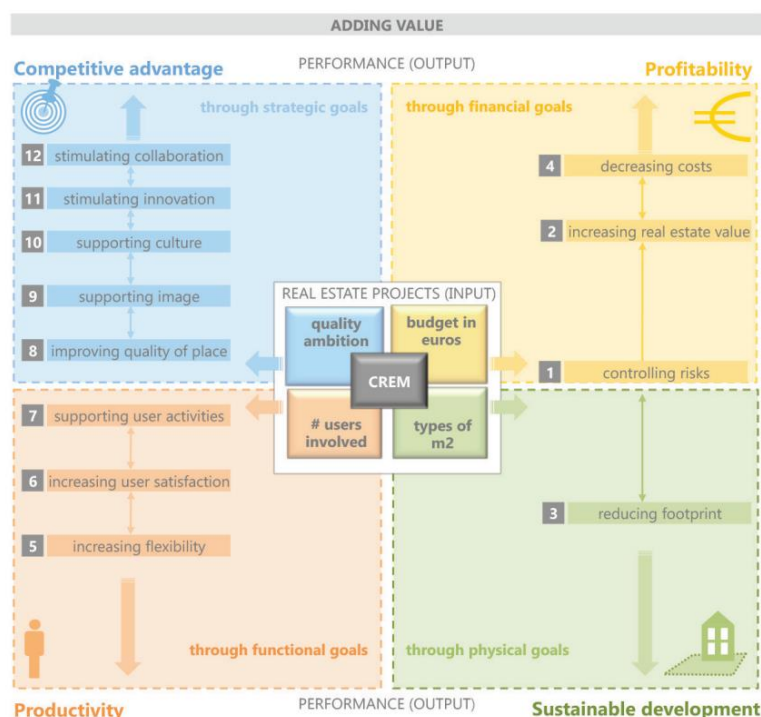 ADDING VALUE
PERFORMANCE (OUTPUT)
Competitive advantage
Profitability
through strategic goals
through financial goals
12 stimulating collaboration
11 stimulating innovation
10 supporting culture
9 supporting image
8 improving quality of place
4 decreasing costs
2 increasing real estate value
1 controlling risks
REAL ESTATE PROJECTS (INPUT)
quality
ambition
budget in
euros
CREM
# users
involved
types of
m2
7 supporting user activities
6 increasing user satisfaction
5 increasing flexibility
3 reducing footprint
through functional goals
through physical goals
Productivity
PERFORMANCE (OUTPUT)
Sustainable development